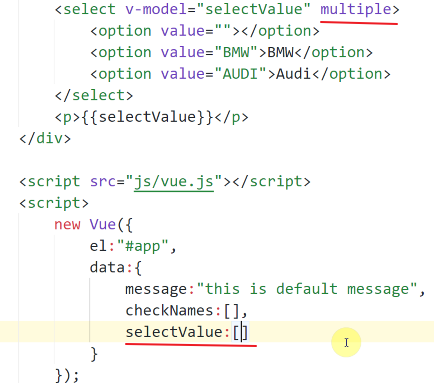 <select v-model="selectValue" multiple>
<option value=""></option>
<option value="BMW">BMW</option>
<option value="AUDI">Audi</option>
</select>
<p>{{selectValue}}</p>
</div>
<script src="js/vue.js"></script>
<script>
new Vue({
el:"#app",
data:{
message:"this is default message",
checkNames:[],
selectValue:[]
}
});